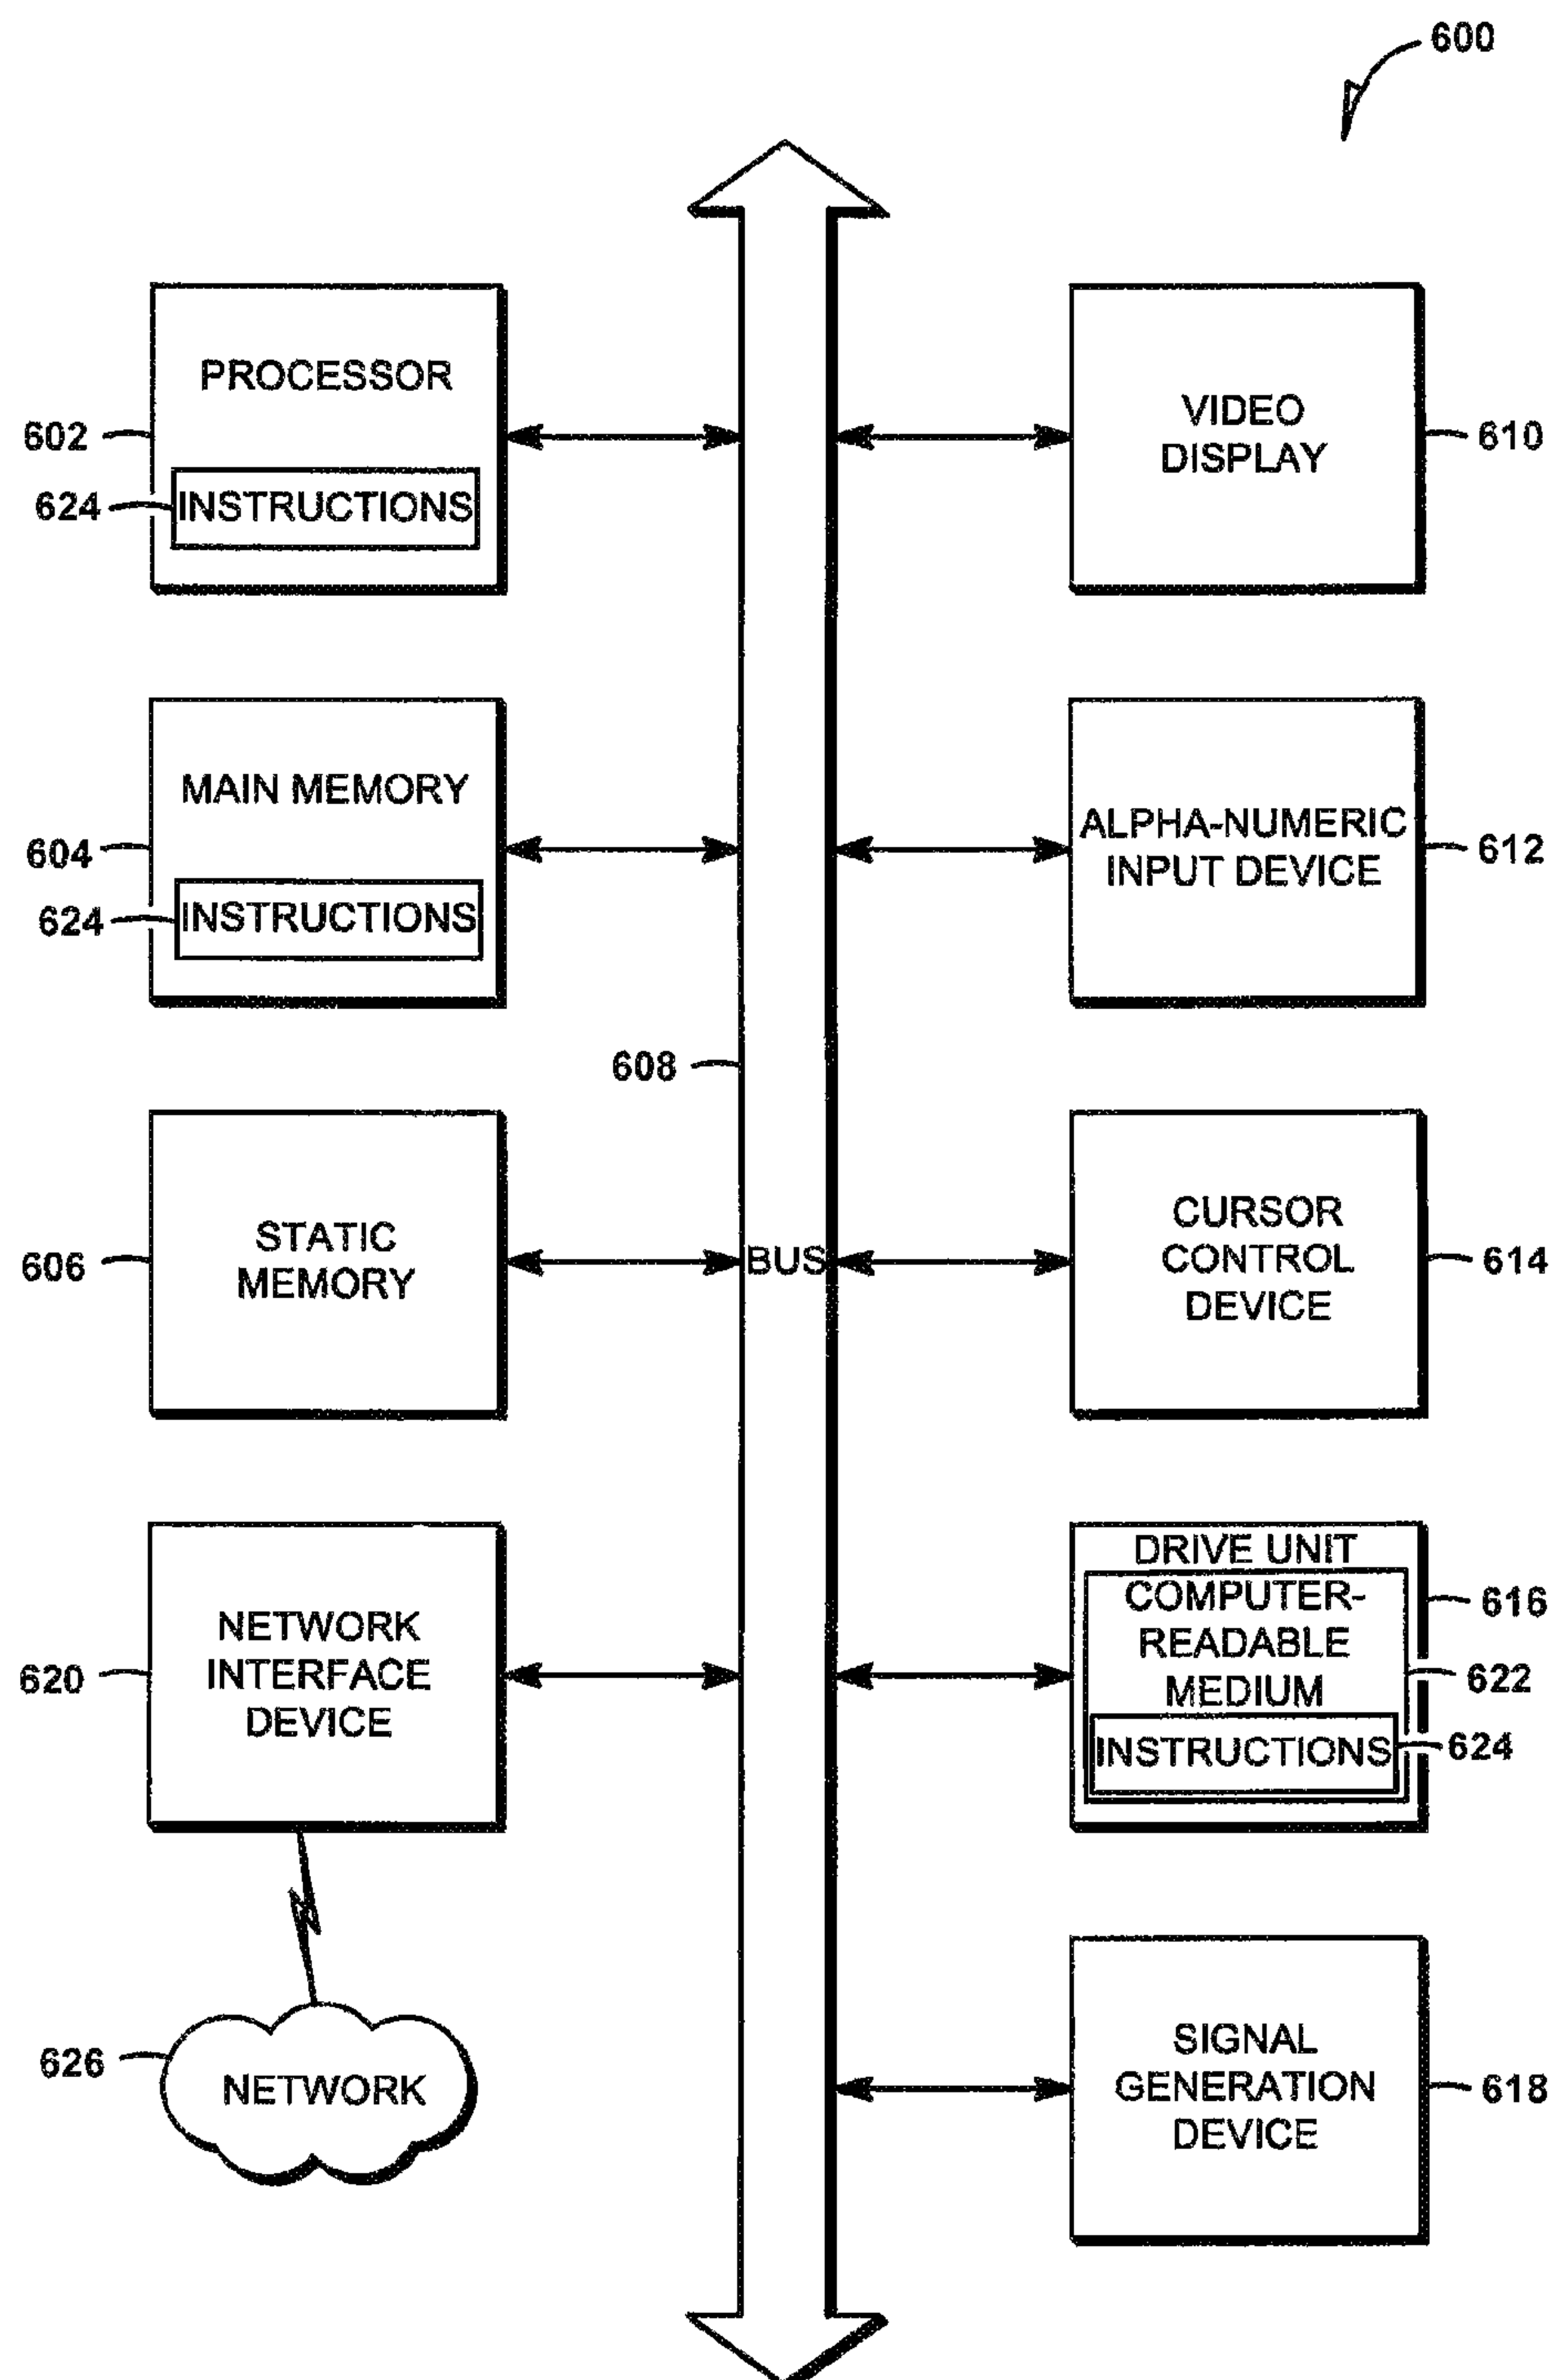 600
PROCESSOR
602
624
INSTRUCTIONS
VIDEO
DISPLAY
610
MAIN MEMORY
604
624
INSTRUCTIONS
ALPHA-NUMERIC
INPUT DEVICE
612
608
STATIC
MEMORY
606
BUS
CURSOR
CONTROL
DEVICE
614
NETWORK
INTERFACE
DEVICE
620
DRIVE UNIT
COMPUTER-
READABLE
MEDIUM
616
622
INSTRUCTIONS
624
626
NETWORK
SIGNAL
GENERATION
DEVICE
618